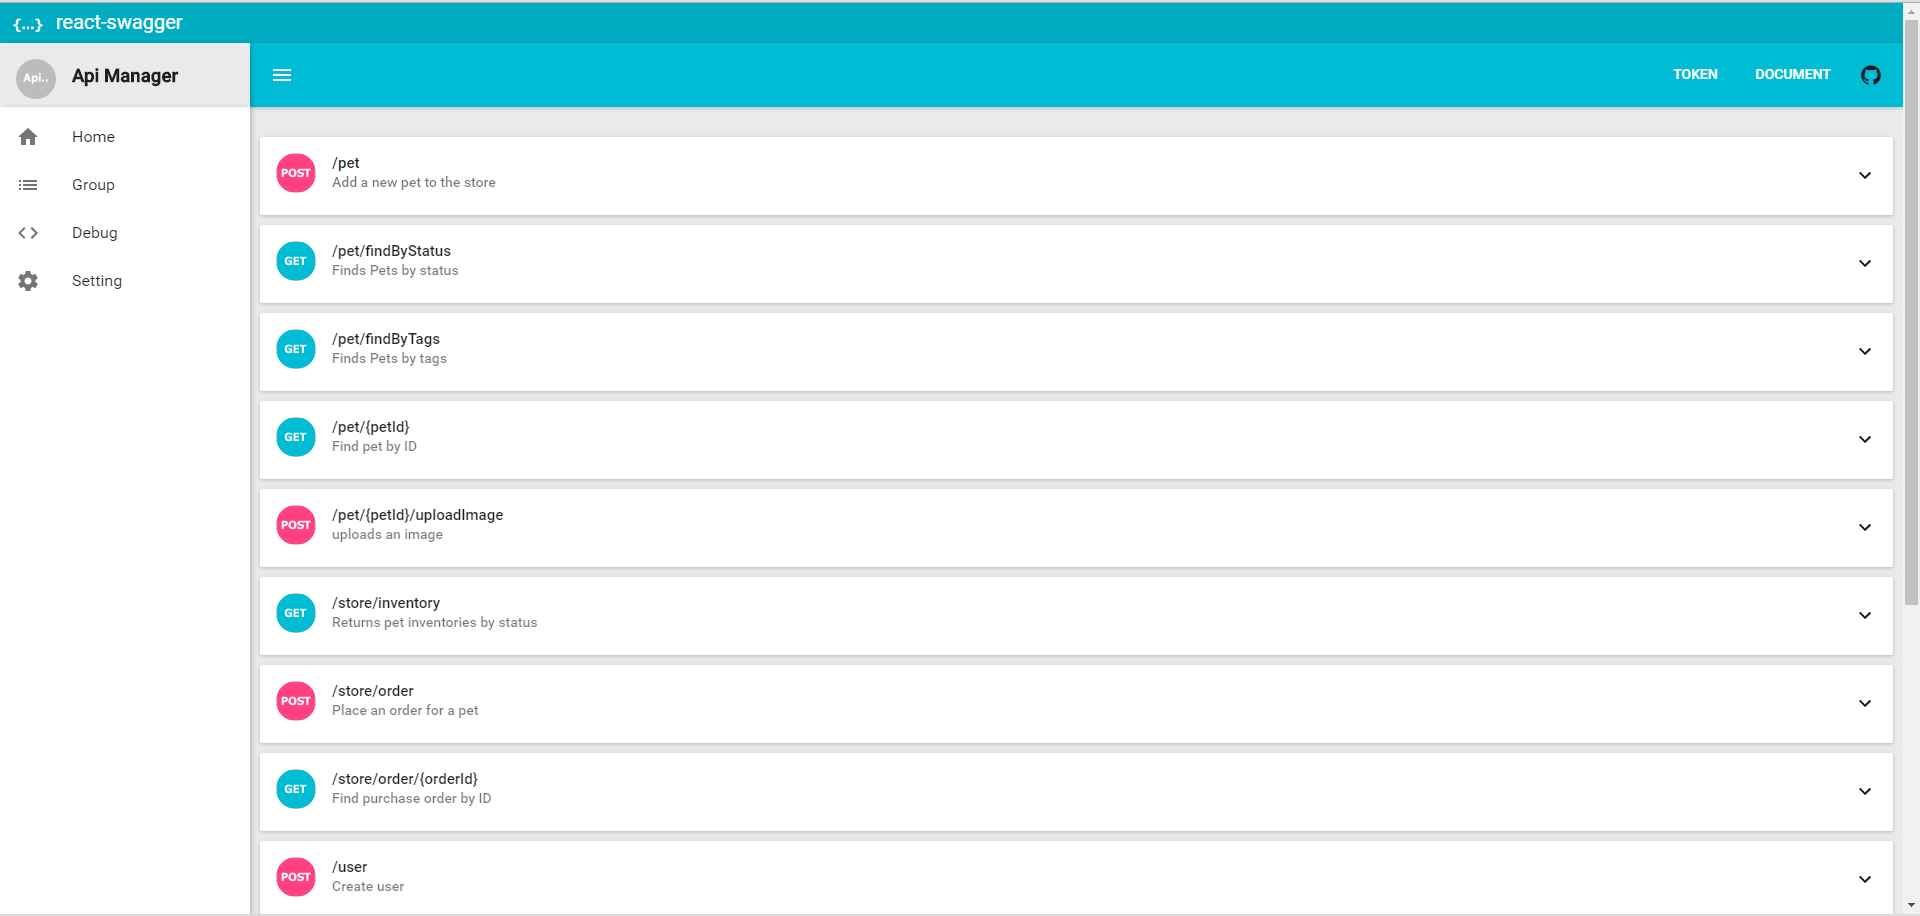 {...} react-swagger
Api.. Api Manager
TOKEN DOCUMENT
Home
Group
Debug
Setting
POST /pet
Add a new pet to the store
GET /pet/findByStatus
Finds Pets by status
GET /pet/findByTags
Finds Pets by tags
GET /pet/{petId}
Find pet by ID
POST /pet/{petId}/uploadImage
uploads an image
GET /store/inventory
Returns pet inventories by status
POST /store/order
Place an order for a pet
GET /store/order/{orderId}
Find purchase order by ID
POST /user
Create user